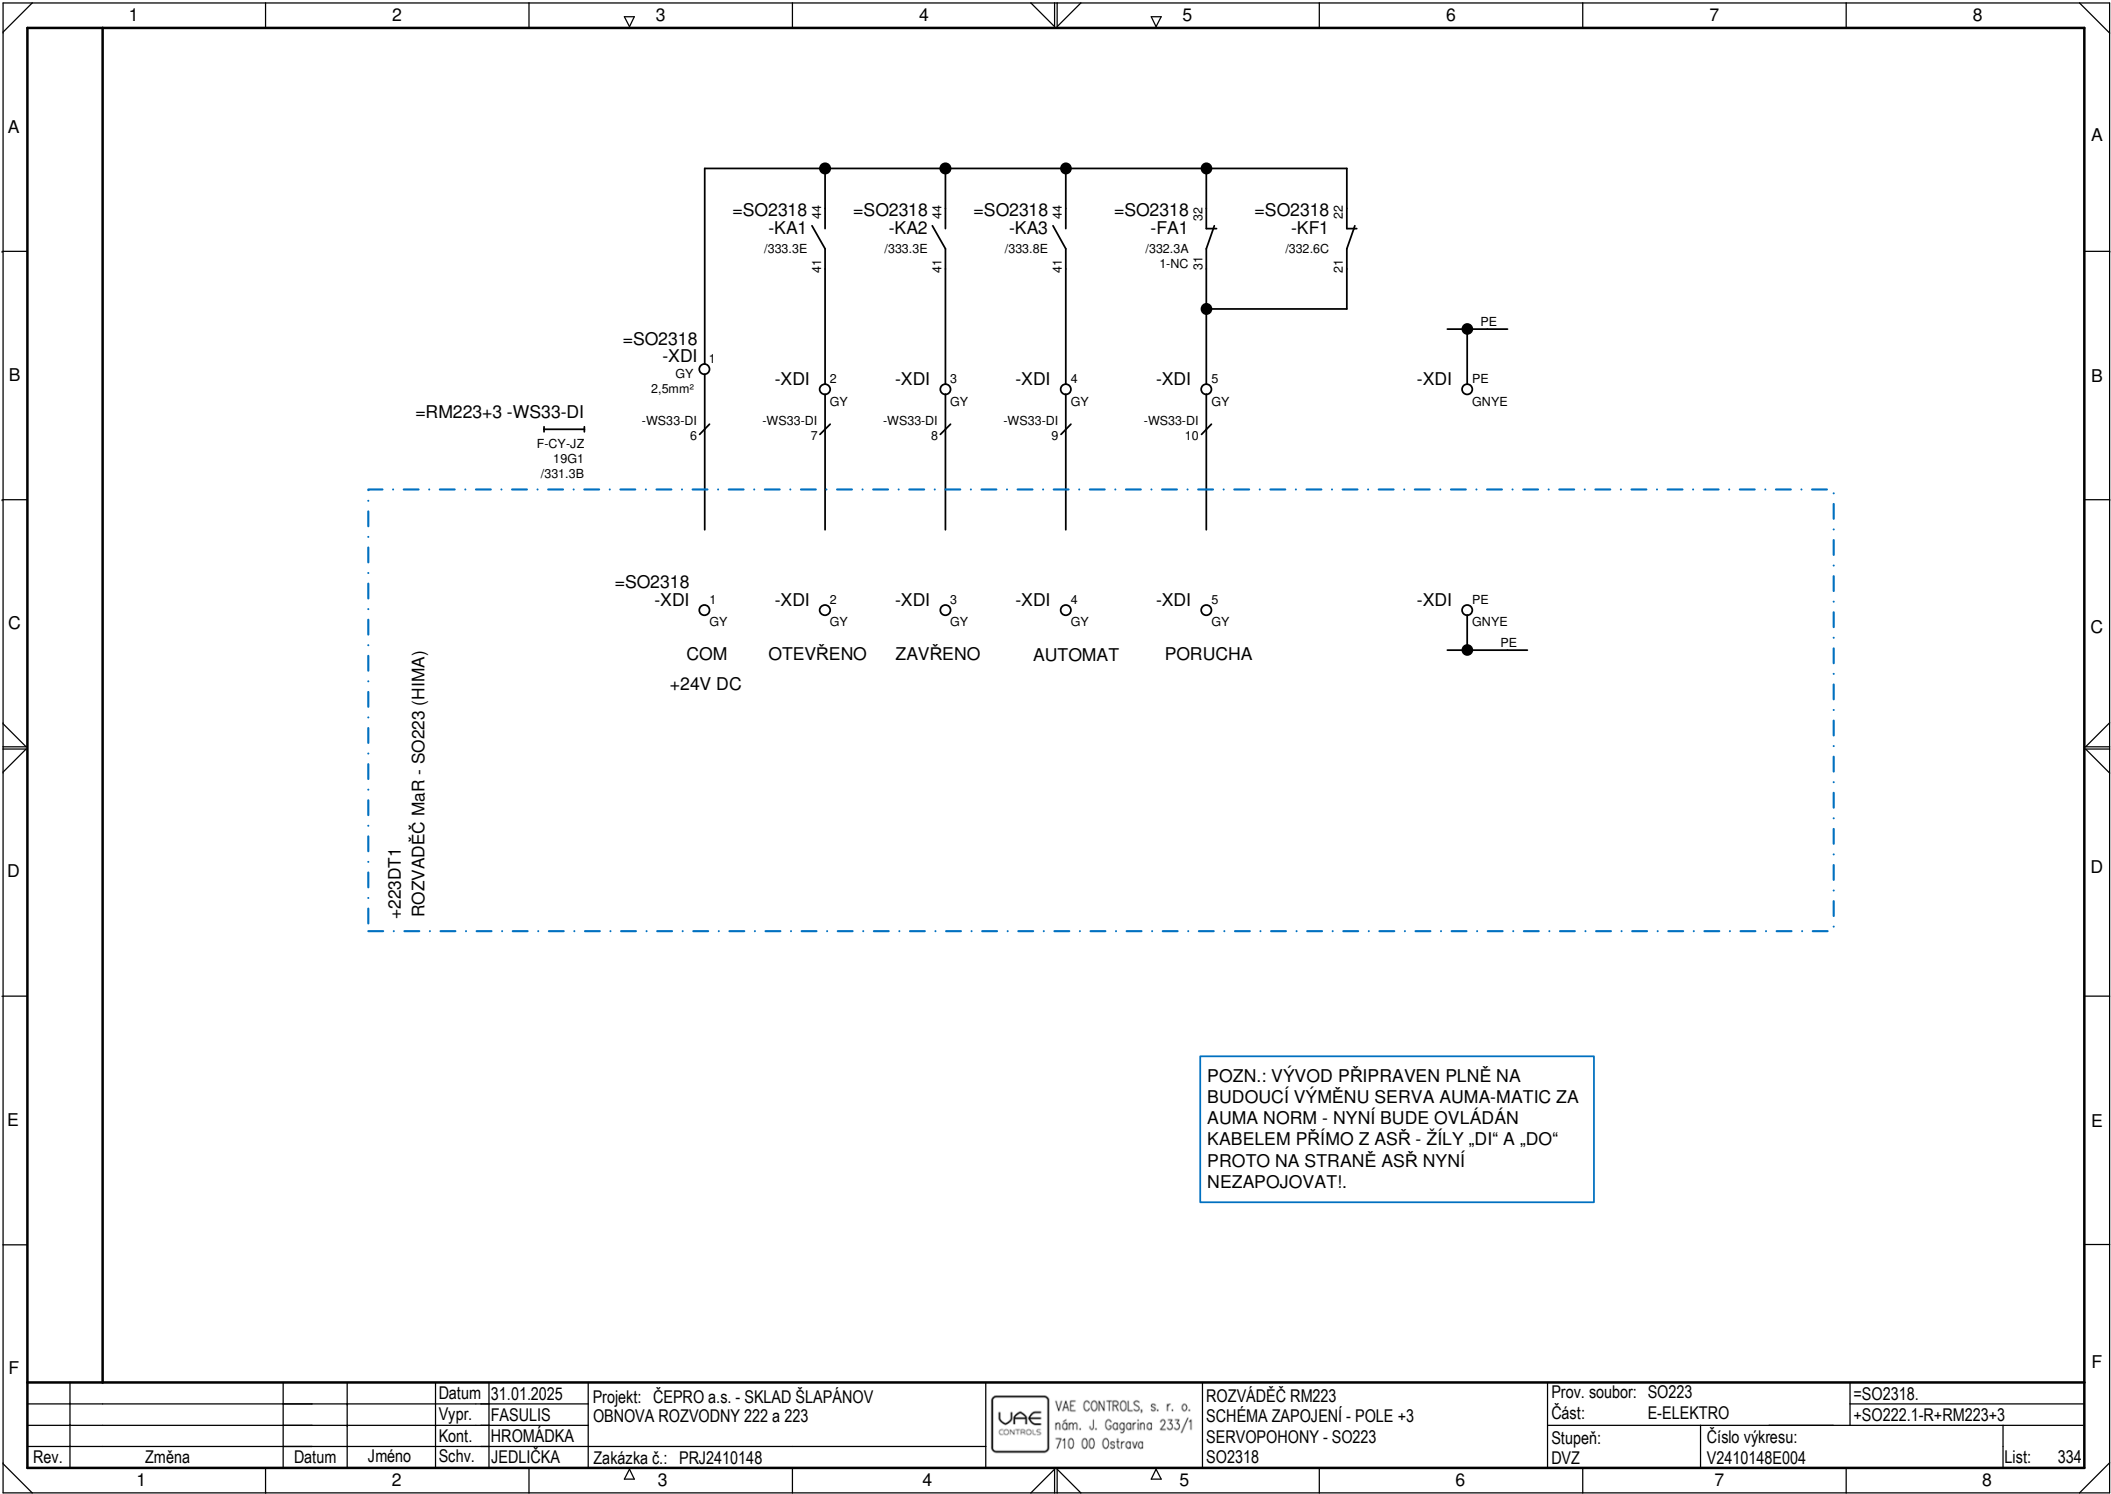 1 2 3 4 5 6 7 8
A A
=SO2318 44
-KA1
/333.3E
41
=SO2318 44
-KA2
/333.3E
41
=SO2318 44
-KA3
/333.8E
41
=SO2318 32
-FA1
/332.3A
1-NC 31
=SO2318 22
-KF1
/332.6C
21
B B
=SO2318
-XDI 1
GY
2,5mm²
-XDI 2
GY
-XDI 3
GY
-XDI 4
GY
-XDI 5
GY
PE
-XDI PE
GNYE
=RM223+3 -WS33-DI
F-CY-JZ
19G1
/331.3B
-WS33-DI
6
-WS33-DI
7
-WS33-DI
8
-WS33-DI
9
-WS33-DI
10
C C
=SO2318
-XDI 1
GY
-XDI 2
GY
-XDI 3
GY
-XDI 4
GY
-XDI 5
GY
-XDI PE
GNYE
PE
COM OTEVŘENO ZAVŘENO AUTOMAT PORUCHA
+24V DC
+223DT1
ROZVADĚČ MaR - SO223 (HIMA)
D D
E E
POZN.: VÝVOD PŘIPRAVEN PLNĚ NA
BUDOUCÍ VÝMĚNU SERVA AUMA-MATIC ZA
AUMA NORM - NYNÍ BUDE OVLÁDÁN
KABELEM PŘÍMO Z ASŘ - ŽÍLY „DI“ A „DO“
PROTO NA STRANĚ ASŘ NYNÍ
NEZAPOJOVAT!.
F F
Rev. Změna Datum Jméno
Datum 31.01.2025
Vypr. FASULIS
Kont. HROMÁDKA
Schv. JEDLIČKA
Projekt: ČEPRO a.s. - SKLAD ŠLAPÁNOV
OBNOVA ROZVODNY 222 a 223
Zakázka č.: PRJ2410148
VAE
CONTROLS
VAE CONTROLS, s. r. o.
nám. J. Gagarina 233/1
710 00 Ostrava
ROZVÁDĚČ RM223
SCHÉMA ZAPOJENÍ - POLE +3
SERVOPOHONY - SO223
SO2318
Prov. soubor: SO223
Část: E-ELEKTRO
Stupeň:
DVZ
Číslo výkresu:
V2410148E004
=SO2318.
+SO222.1-R+RM223+3
List: 334
1 2 3 4 5 6 7 8